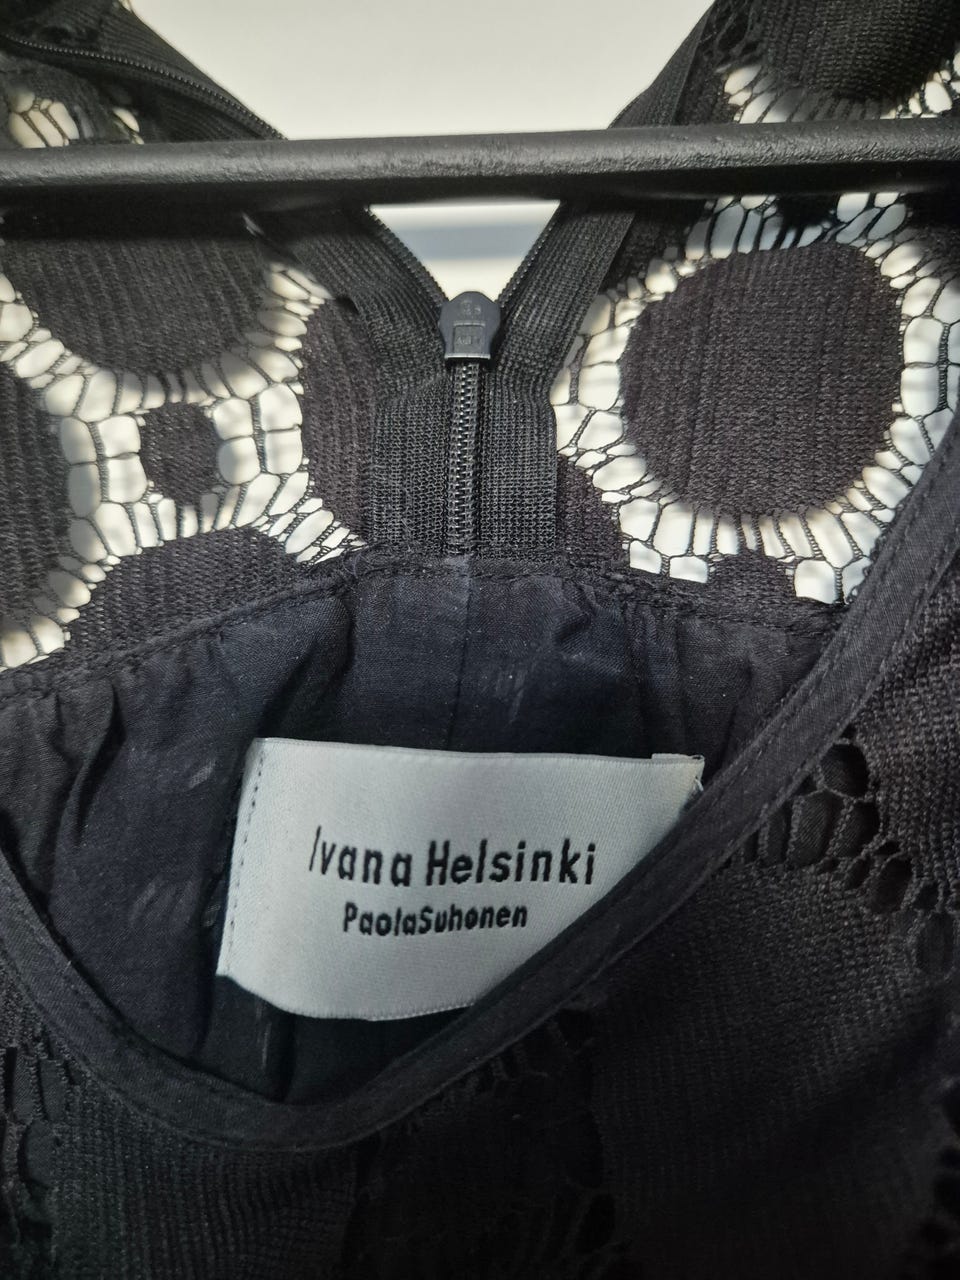 Ivana Helsinki
PaolaSuhonen